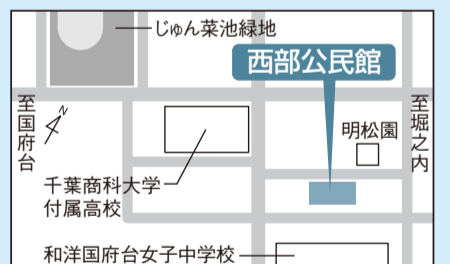 じゅん菜池緑地
西部公民館
至国府台
N
至堀之内
明松園
千葉商科大学
付属高校
和洋国府台女子中学校